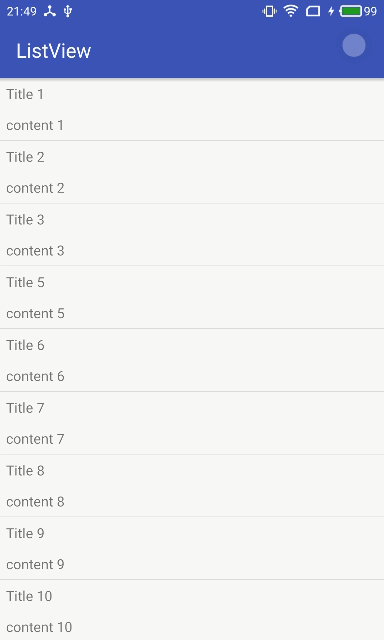 21:49
99
ListView
Title 1
content 1
Title 2
content 2
Title 3
content 3
Title 5
content 5
Title 6
content 6
Title 7
content 7
Title 8
content 8
Title 9
content 9
Title 10
content 10